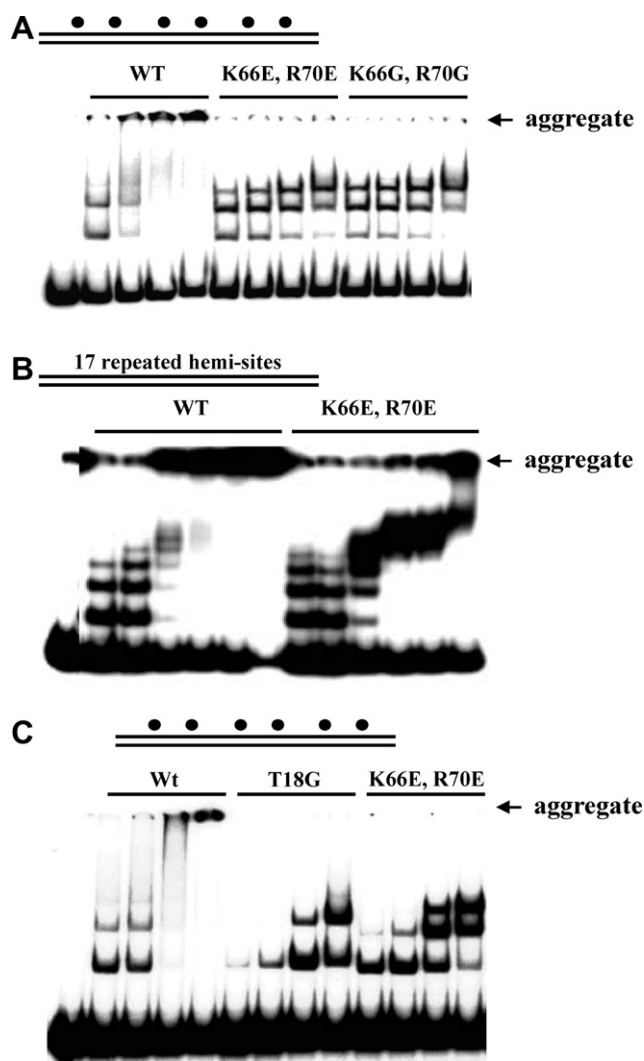 A
WT K66E, R70E K66G, R70G
aggregate
17 repeated hemi-sites
B
WT K66E, R70E
aggregate
C
Wt T18G K66E, R70E
aggregate